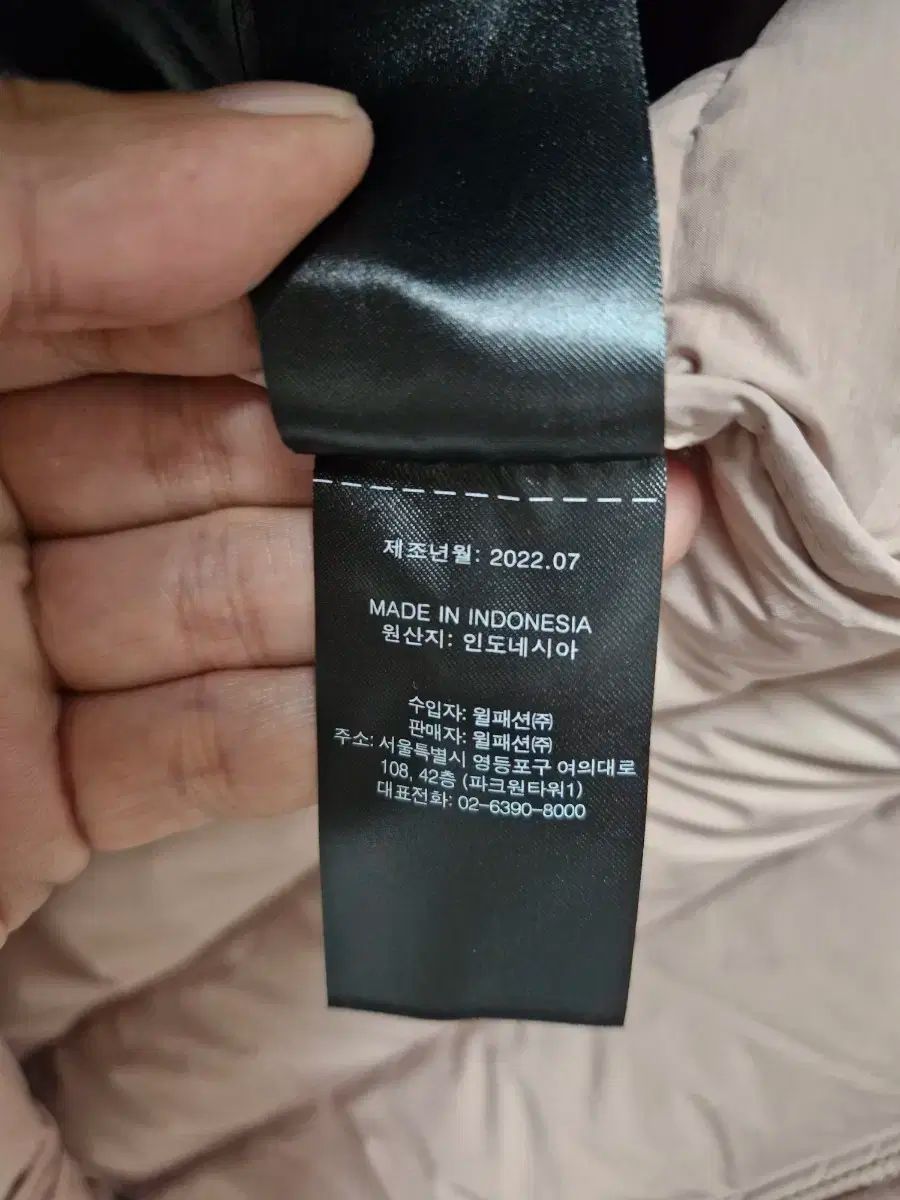 제조년월: 2022.07
MADE IN INDONESIA
원산지: 인도네시아
수입자: 윌패션㈜
판매자: 윌패션㈜
주소: 서울특별시 영등포구 여의대로
108, 42층 (파크원타워1)
대표전화: 02-6390-8000